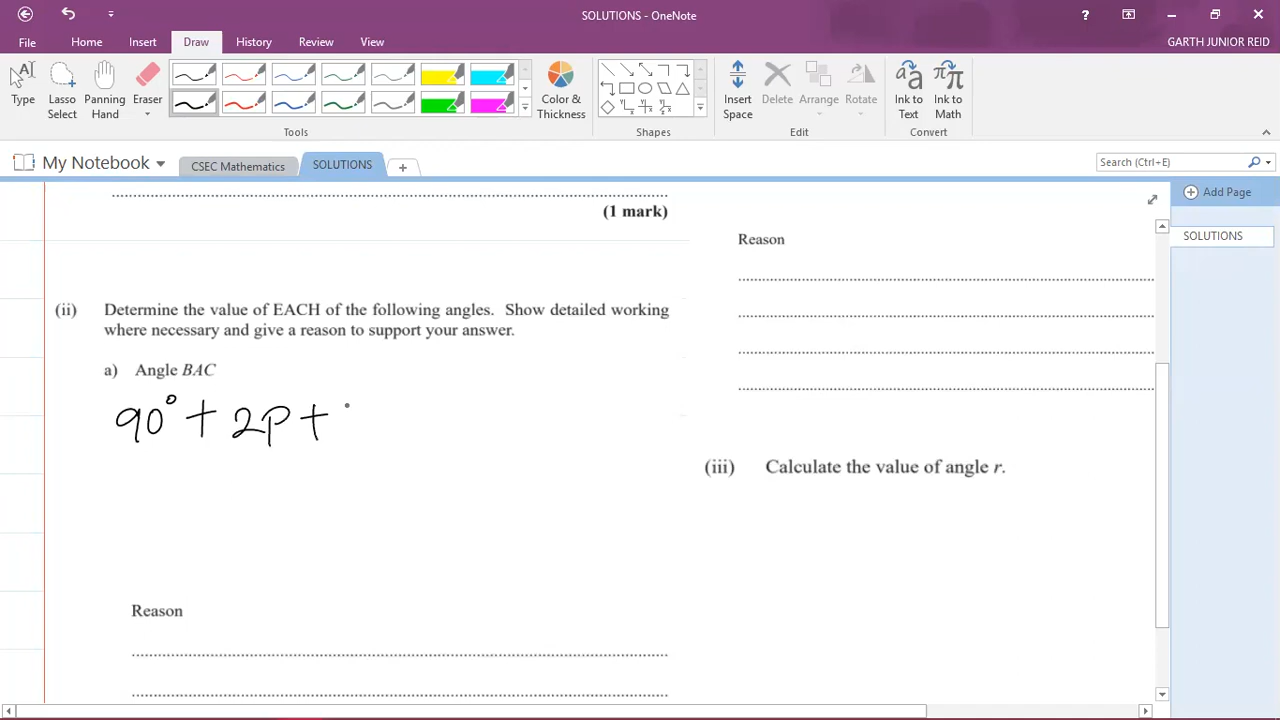 SOLUTIONS - OneNote
?
File
Home
Insert
Draw
History
Review
View
GARTH JUNIOR REID
Type
Lasso Select
Panning Hand
Eraser
Color & Thickness
Insert Space
Delete
Arrange
Rotate
Ink to Text
Ink to Math
Tools
Shapes
Edit
Convert
My Notebook
CSEC Mathematics
SOLUTIONS
Search (Ctrl+E)
Add Page
SOLUTIONS
(1 mark)
(ii) Determine the value of EACH of the following angles. Show detailed working
where necessary and give a reason to support your answer.
a) Angle BAC
90° + 2p +
Reason
Reason
(iii) Calculate the value of angle r.